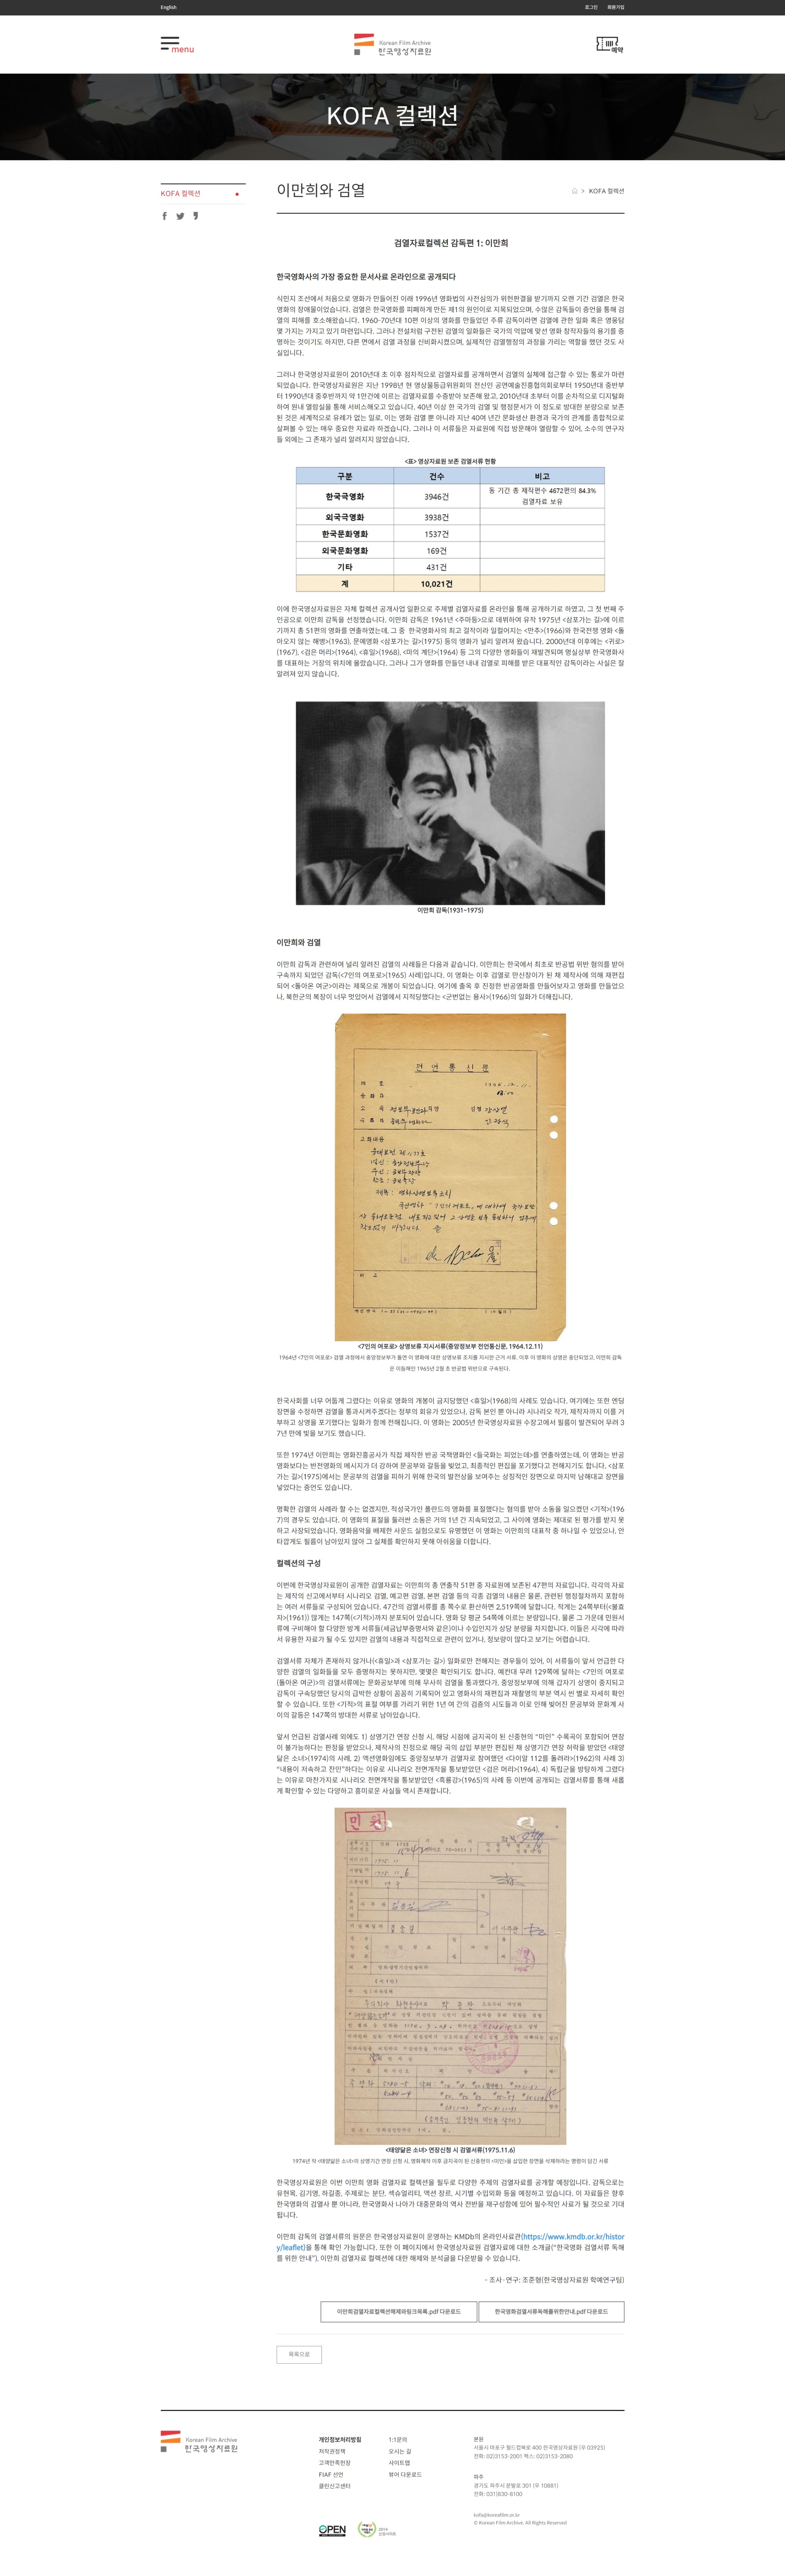 English
로그인 회원가입
menu
Korean Film Archive
한국영상자료원
예약
KOFA 컬렉션
KOFA 컬렉션
이만희와 검열
> KOFA 컬렉션
검열자료컬렉션 감독편 1: 이만희
한국영화사의 가장 중요한 문서사료 온라인으로 공개되다
식민지 조선에서 처음으로 영화가 만들어진 이래 1996년 영화법의 사전심의가 위헌판결을 받기까지 오랜 기간 검열은 한국
영화의 장애물이었습니다. 검열은 한국영화를 피폐하게 만든 제1의 원인이로 지목되었으며, 수많은 감독들이 증언을 통해 검
열의 피해를 호소해왔습니다. 1960-70년대 10편 이상의 영화를 만들었던 주류 감독이라면 검열에 관한 일화 혹은 영웅담
몇 가지는 가지고 있기 마련입니다. 그러나 전설처럼 구전된 검열의 일화들은 국가의 억압에 맞선 영화 창작자들의 용기를 증
명하는 것이기도 하지만, 다른 면에서 검열 과정을 신비화시켰으며, 실제적인 검열행정의 과정을 가리는 역할을 했던 것도 사
실입니다.
그러나 한국영상자료원이 2010년대 초 이후 점차적으로 검열자료를 공개하면서 검열의 실체에 접근할 수 있는 통로가 마련
되었습니다. 한국영상자료원은 지난 1998년 현 영상물등급위원회의 전신인 공연예술진흥협의회로부터 1950년대 중반부
터 1990년대 중후반까지 약 1만건에 이르는 검열자료를 수증받아 보존해 왔고, 2010년대 초부터 이를 순차적으로 디지털화
하여 원내 열람실을 통해 서비스해오고 있습니다. 40년 이상 한 국가의 검열 및 행정문서가 이 정도로 방대한 분량으로 보존
된 것은 세계적으로 유례가 없는 일로, 이는 영화 검열 뿐 아니라 지난 40여 년간 문화생산 환경과 국가의 관계를 종합적으로
살펴볼 수 있는 매우 중요한 자료라 하겠습니다. 그러나 이 서류들은 자료원에 직접 방문해야 열람할 수 있어, 소수의 연구자
들 외에는 그 존재가 널리 알려지지 않았습니다.
<표> 영상자료원 보존 검열서류 현황
구분 건수 비고
한국극영화 3946건 동 기간 총 제작편수 4672편의 84.3% 검열자료 보유
외국극영화 3938건
한국문화영화 1537건
외국문화영화 169건
기타 431건
계 10,021건
이에 한국영상자료원은 자체 컬렉션 공개사업 일환으로 주제별 검열자료를 온라인을 통해 공개하기로 하였고, 그 첫 번째 주
인공으로 이만희 감독을 선정했습니다. 이만희 감독은 1961년 <주마등>으로 데뷔하여 유작 1975년 <삼포가는 길>에 이르
기까지 총 51편의 영화를 연출하였는데, 그 중 한국영화사의 최고 걸작이라 일컬어지는 <만추>(1966)와 한국전쟁 영화 <돌
아오지 않는 해병>(1963), 문예영화 <삼포가는 길>(1975) 등의 영화가 널리 알려져 왔습니다. 2000년대 이후에는 <귀로>
(1967), <검은 머리>(1964), <휴일>(1968), <마의 계단>(1964) 등 그의 다양한 영화들이 재발견되며 명실상부 한국영화사
를 대표하는 거장의 위치에 올랐습니다. 그러나 그가 영화를 만들던 내내 검열로 피해를 받은 대표적인 감독이라는 사실은 잘
알려져 있지 않습니다.
이만희 감독(1931~1975)
이만희와 검열
이만희 감독과 관련하여 널리 알려진 검열의 사례들은 다음과 같습니다. 이만희는 한국에서 최초로 반공법 위반 혐의를 받아
구속까지 되었던 감독(<7인의 여포로>(1965) 사례)입니다. 이 영화는 이후 검열로 만신창이가 된 채 제작사에 의해 재편집
되어 <돌아온 여군>이라는 제목으로 개봉이 되었습니다. 여기에 출옥 후 진정한 반공영화를 만들어보자고 영화를 만들었으
나, 북한군의 복장이 너무 멋있어서 검열에서 지적당했다는 <군번없는 용사>(1966)의 일화가 더해집니다.
<7인의 여포로> 상영보류 지시서류(중앙정보부 전언통신문, 1964.12.11)
1964년 <7인의 여포로> 검열 과정에서 중앙정보부가 돌연 이 영화에 대한 상영보류 조치를 지시한 근거 서류. 이후 이 영화의 상영은 중단되었고, 이만희 감독
은 이듬해인 1965년 2월 초 반공법 위반으로 구속된다.
한국사회를 너무 어둡게 그렸다는 이유로 영화의 개봉이 금지당했던 <휴일>(1968)의 사례도 있습니다. 여기에는 또한 엔딩
장면을 수정하면 검열을 통과시켜주겠다는 정부의 회유가 있었으나, 감독 본인 뿐 아니라 시나리오 작가, 제작자까지 이를 거
부하고 상영을 포기했다는 일화가 함께 전해집니다. 이 영화는 2005년 한국영상자료원 수장고에서 필름이 발견되어 무려 3
7년 만에 빛을 보기도 했습니다.
또한 1974년 이만희는 영화진흥공사가 직접 제작한 반공 국책영화인 <들국화는 피었는데>를 연출하였는데, 이 영화는 반공
영화보다는 반전영화의 메시지가 더 강하여 문공부와 갈등을 빚었고, 최종적인 편집을 포기했다고 전해지기도 합니다. <삼포
가는 길>(1975)에서는 문공부의 검열을 피하기 위해 한국의 발전상을 보여주는 상징적인 장면으로 마지막 남해대교 장면을
넣었다는 증언도 있습니다.
명확한 검열의 사례라 할 수는 없겠지만, 적성국가인 폴란드의 영화를 표절했다는 혐의를 받아 소동을 일으켰던 <기적>(196
7)의 경우도 있습니다. 이 영화의 표절을 둘러싼 소동은 거의 1년 간 지속되었고, 그 사이에 영화는 제대로 된 평가를 받지 못
하고 사장되었습니다. 영화음악을 배제한 사운드 실험으로도 유명했던 이 영화는 이만희의 대표작 중 하나일 수 있었으나, 안
타깝게도 필름이 남아있지 않아 그 실체를 확인하지 못해 아쉬움을 더합니다.
컬렉션의 구성
이번에 한국영상자료원이 공개한 검열자료는 이만희의 총 연출작 51편 중 자료원에 보존된 47편의 자료입니다. 각각의 자료
는 제작의 신고에서부터 시나리오 검열, 예고편 검열, 본편 검열 등의 각종 검열의 내용은 물론, 관련된 행정절차까지 포함하
는 여러 서류들로 구성되어 있습니다. 47건의 검열서류를 총 쪽수로 환산하면 2,519쪽에 달합니다. 적게는 24쪽부터(<불효
자>(1961)) 많게는 147쪽(<기적>)까지 분포되어 있습니다. 영화 당 평균 54쪽에 이르는 분량입니다. 물론 그 가운데 민원서
류에 구비해야 할 다양한 방계 서류들(세금납부증명서와 같은)이나 수입인지가 상당 분량을 차지합니다. 이들은 시각에 따라
서 유용한 자료가 될 수도 있지만 검열의 내용과 직접적으로 관련이 있거나, 정보량이 많다고 보기는 어렵습니다.
검열서류 자체가 존재하지 않거나(<휴일>과 <삼포가는 길>) 일화로만 전해지는 경우들이 있어, 이 서류들이 앞서 언급한 다
양한 검열의 일화들을 모두 증명하지는 못하지만, 몇몇은 확인되기도 합니다. 예컨대 무려 129쪽에 달하는 <7인의 여포로
(돌아온 여군)>의 검열서류에는 문화공보부에 의해 무사히 검열을 통과했다가, 중앙정보부에 의해 갑자기 상영이 중지되고
감독이 구속당했던 당시의 급박한 상황이 꼼꼼히 기록되어 있고 영화사의 재편집과 재촬영의 부분 역시 씬 별로 자세히 확인
할 수 있습니다. 또한 <기적>의 표절 여부를 가리기 위한 1년 여 간의 검증의 시도들과 이로 인해 빚어진 문공부와 문화계 사
이의 갈등은 147쪽의 방대한 서류로 남아있습니다.
앞서 언급된 검열사례 외에도 1) 상영기간 연장 신청 시, 해당 시점에 금지곡이 된 신중현의 “미인” 수록곡이 포함되어 연장
이 불가능하다는 판정을 받았으나, 제작사의 진정으로 해당 곡의 삽입 부분만 편집된 채 상영기간 연장 허락을 받았던 <태양
닮은 소녀>(1974)의 사례, 2) 액션영화임에도 중앙정보부가 검열자로 참여했던 <다이알 112를 돌려라>(1962)의 사례 3)
“내용이 저속하고 잔인”하다는 이유로 시나리오 전면개작을 통보받았던 <검은 머리>(1964), 4) 독립군을 방탕하게 그렸다
는 이유로 마찬가지로 시나리오 전면개작을 통보받았던 <흑룡강>(1965)의 사례 등 이번에 공개되는 검열서류를 통해 새롭
게 확인할 수 있는 다양하고 흥미로운 사실들 역시 존재합니다.
민원
<태양닮은 소녀> 연장신청 시 검열서류(1975.11.6)
1974년 작 <태양닮은 소녀>의 상영기간 연장 신청 시, 영화제작 이후 금지곡이 된 신중현의 <미인>을 삽입한 장면을 삭제하라는 명령이 담긴 서류
한국영상자료원은 이번 이만희 영화 검열자료 컬렉션을 필두로 다양한 주제의 검열자료를 공개할 예정입니다. 감독으로는
유현목, 김기영, 하길종, 주제로는 분단, 섹슈얼리티, 액션 장르, 시기별 수입외화 등을 예정하고 있습니다. 이 자료들은 향후
한국영화의 검열사 뿐 아니라, 한국영화사 나아가 대중문화의 역사 전반을 재구성함에 있어 필수적인 사료가 될 것으로 기대
됩니다.
이만희 감독의 검열서류의 원문은 한국영상자료원이 운영하는 KMDb의 온라인사료관(https://www.kmdb.or.kr/histor
y/leaflet)을 통해 확인 가능합니다. 또한 이 페이지에서 한국영상자료원 검열자료에 대한 소개글(“한국영화 검열서류 독해
를 위한 안내”), 이만희 검열자료 컬렉션에 대한 해제와 분석글을 다운받을 수 있습니다.
- 조사·연구: 조준형(한국영상자료원 학예연구팀)
이만희검열자료컬렉션해제와링크목록.pdf 다운로드
한국영화검열서류독해를위한안내.pdf 다운로드
목록으로
Korean Film Archive
한국영상자료원
개인정보처리방침 1:1문의
저작권정책 오시는 길
고객만족헌장 사이트맵
FIAF 선언 뷰어 다운로드
클린신고센터
본원
서울시 마포구 월드컵북로 400 한국영상자료원 (우 03925)
전화: 02)3153-2001 팩스: 02)3153-2080
파주
경기도 파주시 문발로 301 (우 10881)
전화: 031)830-8100
kofa@koreafilm.or.kr
© Korean Film Archive. All Rights Reserved
OPEN
2014